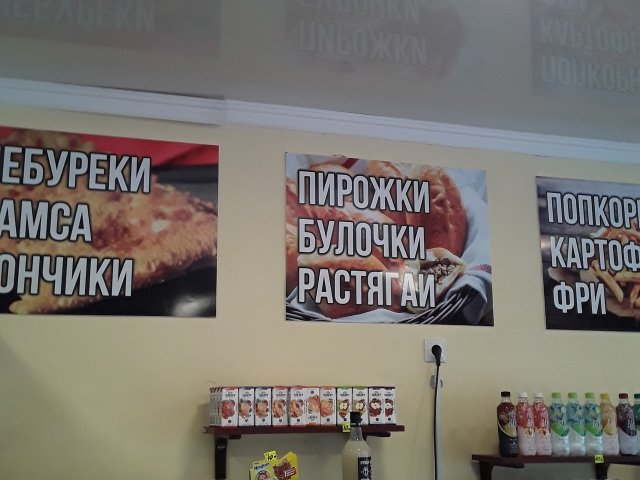 ЕБУРЕКИ
АМСА
ОНЧИКИ
ПИРОЖКИ
БУЛОЧКИ
РАСТЯГАИ
ПОПКОР
КАРТОФ
ФРИ